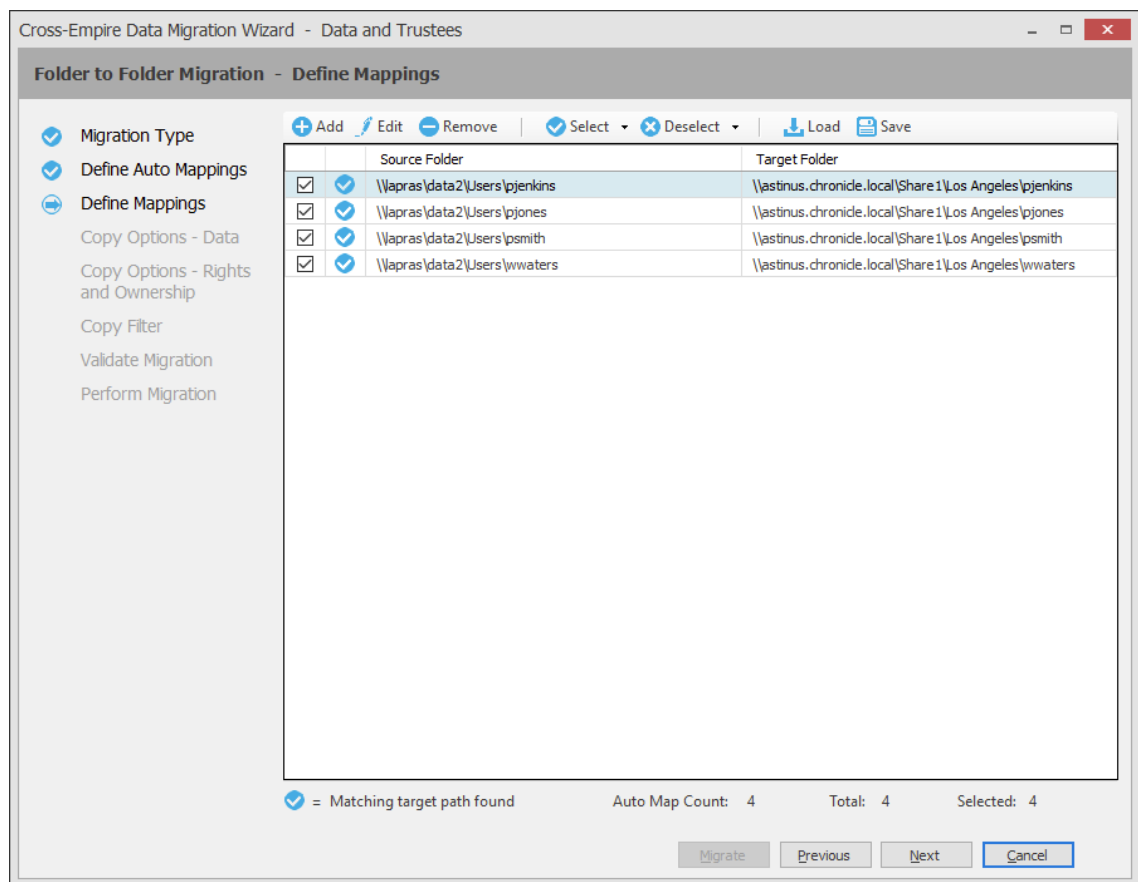 Cross-Empire Data Migration Wizard - Data and Trustees
Folder to Folder Migration - Define Mappings
Migration Type
Define Auto Mappings
Define Mappings
Copy Options - Data
Copy Options - Rights
and Ownership
Copy Filter
Validate Migration
Perform Migration
Add Edit Remove Select Deselect Load Save
Source Folder Target Folder
\\lapras\data2\Users\pjenkins \\astinus.chronicle.local\Share1\Los Angeles\pjenkins
\\lapras\data2\Users\pjones \\astinus.chronicle.local\Share1\Los Angeles\pjones
\\lapras\data2\Users\psmith \\astinus.chronicle.local\Share1\Los Angeles\psmith
\\lapras\data2\Users\wwaters \\astinus.chronicle.local\Share1\Los Angeles\wwaters
= Matching target path found Auto Map Count: 4 Total: 4 Selected: 4
Migrate Previous Next Cancel